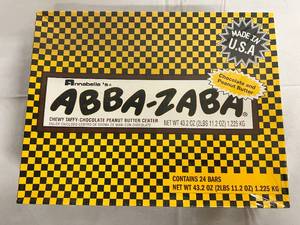 MADE IN
U.S.A
Chocolate and
Peanut Butter
Annabelle's
ABBA-ZABA®
CHEWY TAFFY-CHOCOLATE PEANUT BUTTER CENTER
NET WT 43.2 OZ (2LBS 11.2 OZ) 1.225 KG
CONTAINS 24 BARS
NET WT 43.2 OZ (2LBS 11.2 OZ) 1.225 KG